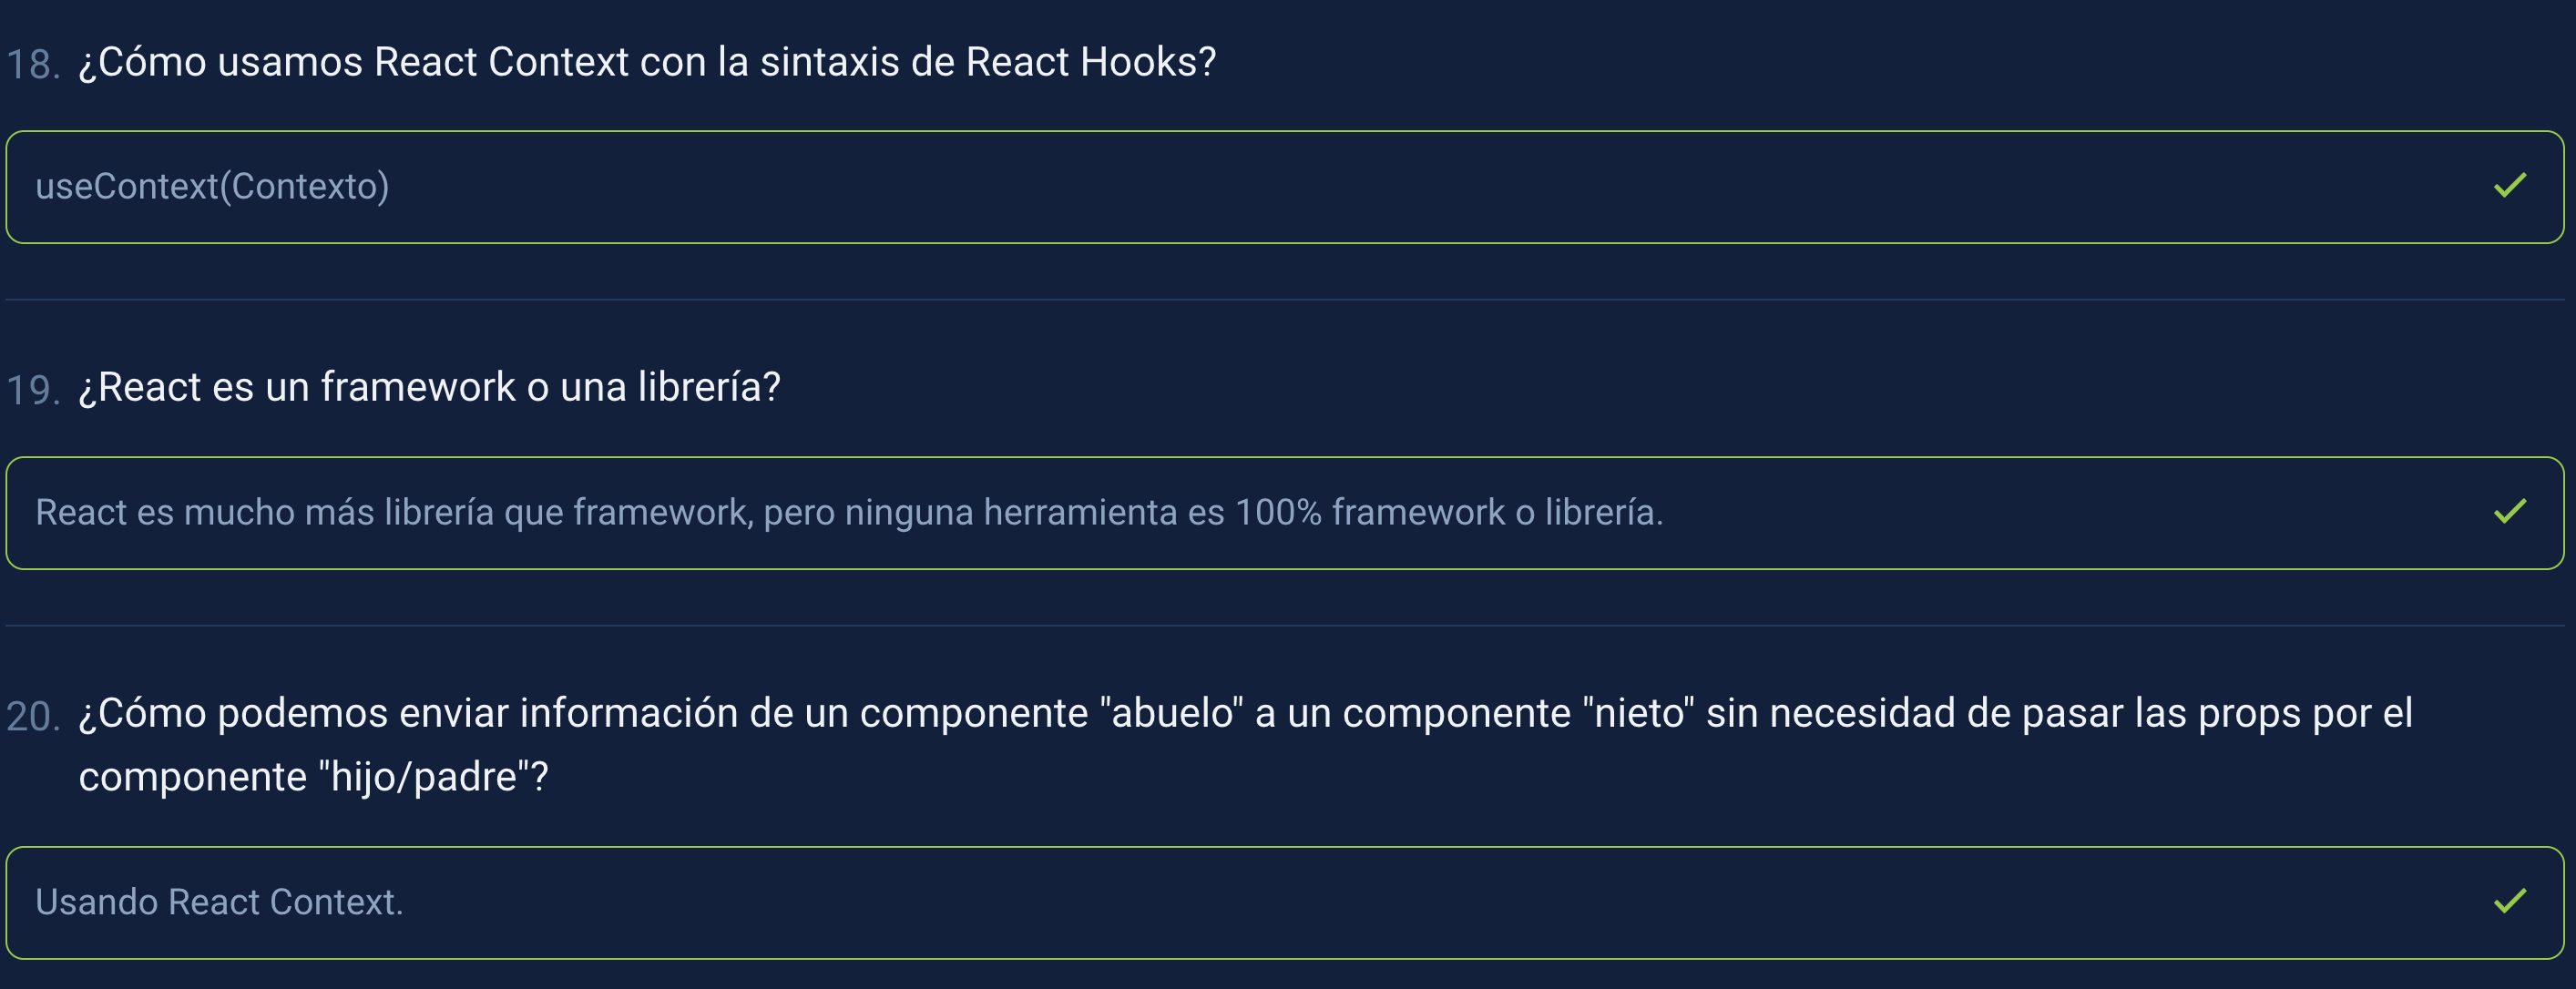 18. ¿Cómo usamos React Context con la sintaxis de React Hooks?
useContext(Contexto)
19. ¿React es un framework o una librería?
React es mucho más librería que framework, pero ninguna herramienta es 100% framework o librería.
20. ¿Cómo podemos enviar información de un componente "abuelo" a un componente "nieto" sin necesidad de pasar las props por el
componente "hijo/padre"?
Usando React Context.